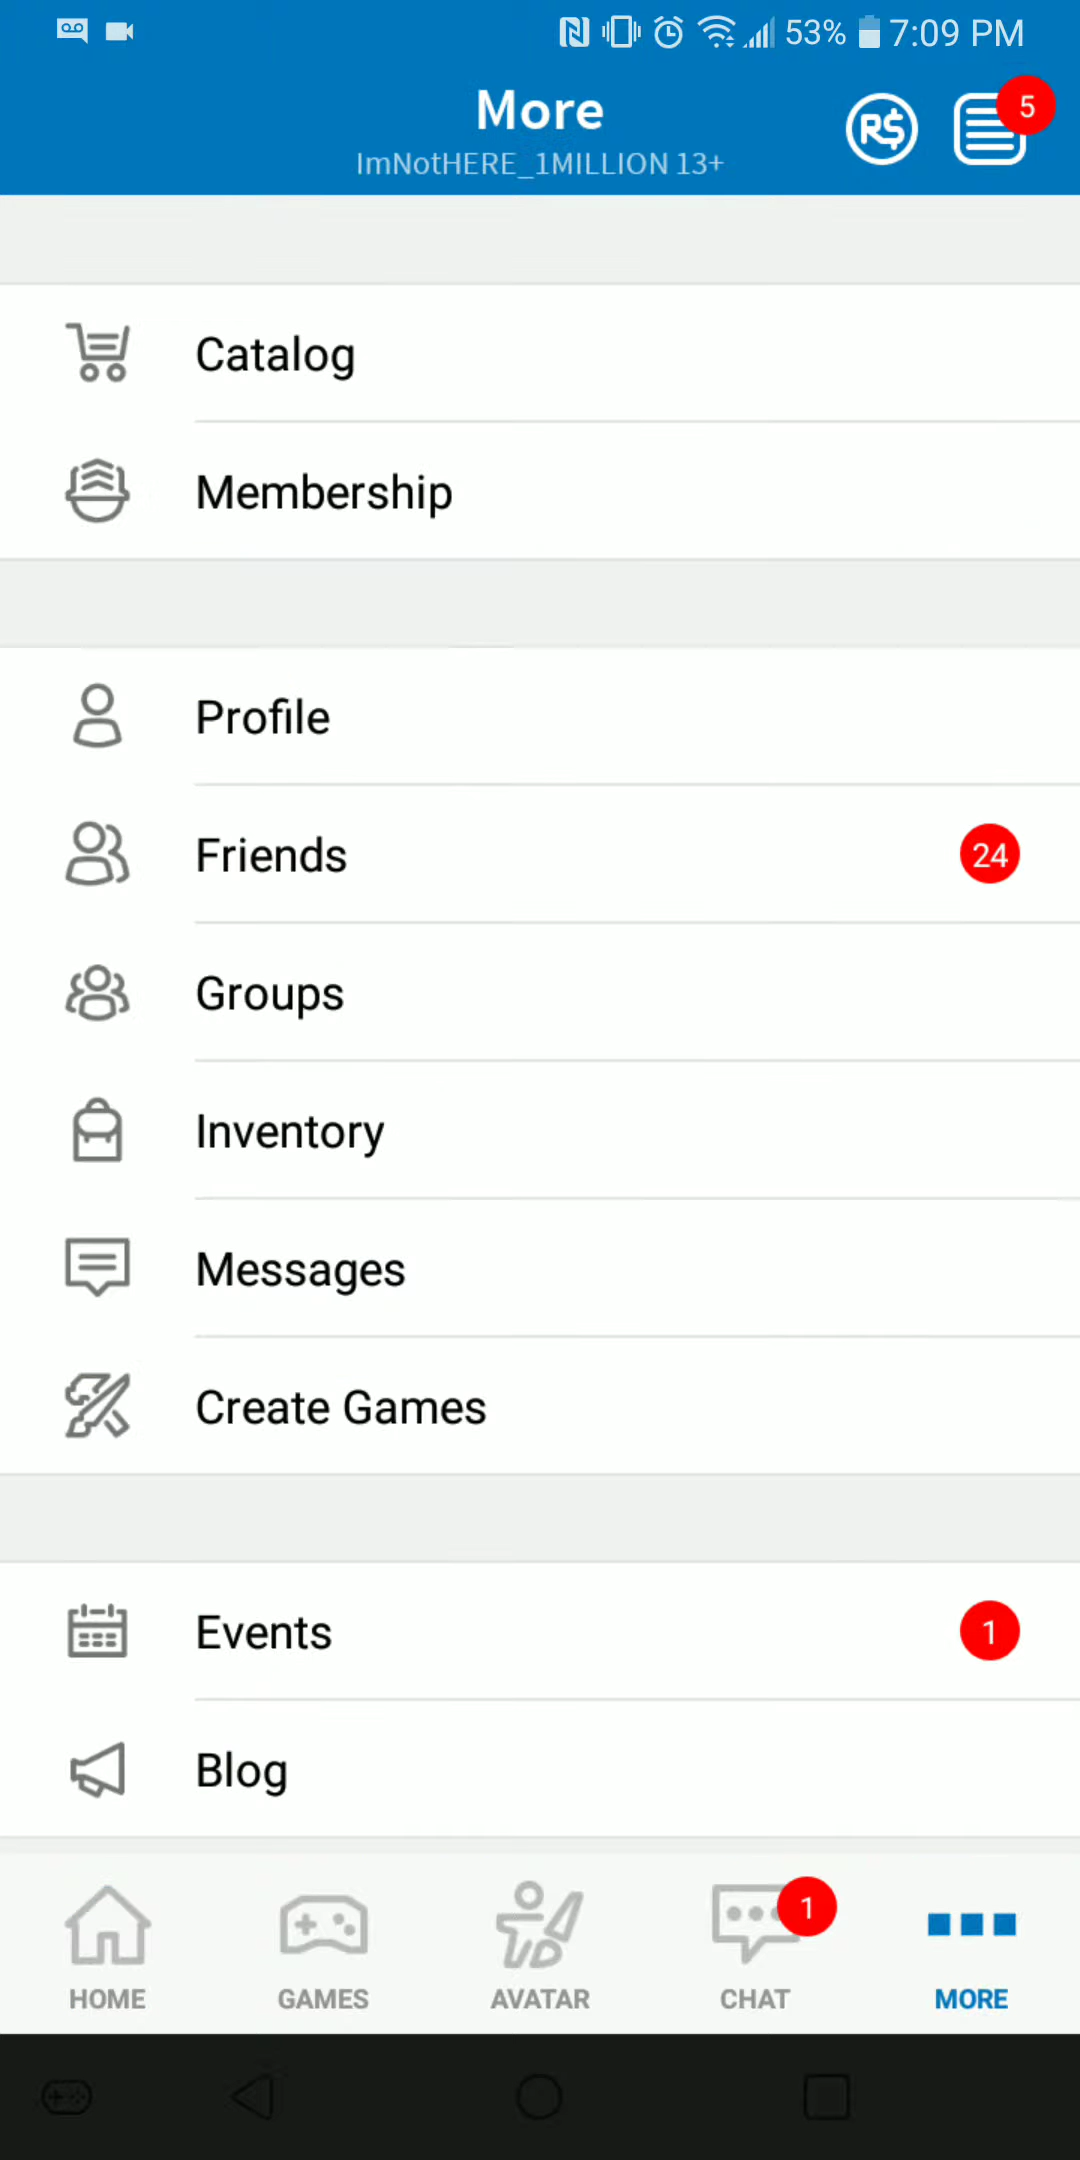 53% 7:09 PM
More
ImNotHERE_1MILLION 13+
R$
5
Catalog
Membership
Profile
Friends
24
Groups
Inventory
Messages
Create Games
Events
1
Blog
1
HOME
GAMES
AVATAR
CHAT
MORE